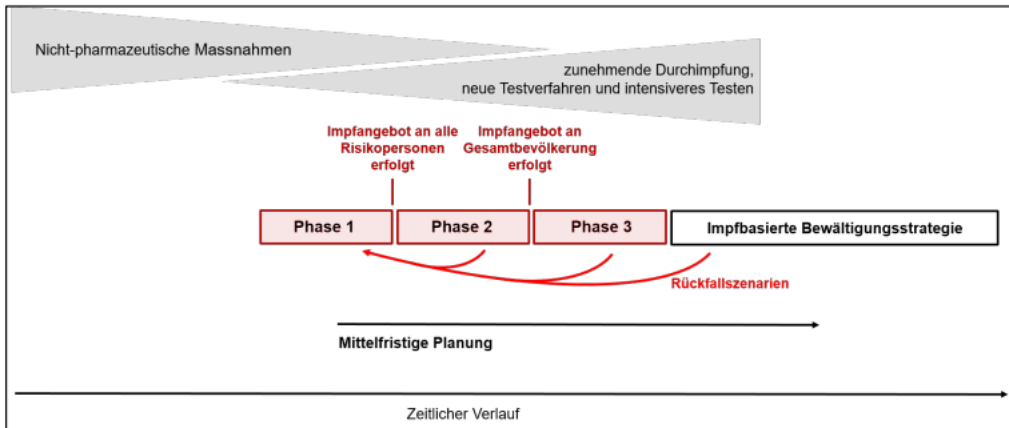 Nicht-pharmazeutische Massnahmen
zunehmende Durchimpfung,
neue Testverfahren und intensiveres Testen
Impfangebot an alle
Risikopersonen
erfolgt
Impfangebot an
Gesamtbevölkerung
erfolgt
Phase 1
Phase 2
Phase 3
Impfbasierte Bewältigungsstrategie
Rückfallszenarien
Mittelfristige Planung
Zeitlicher Verlauf